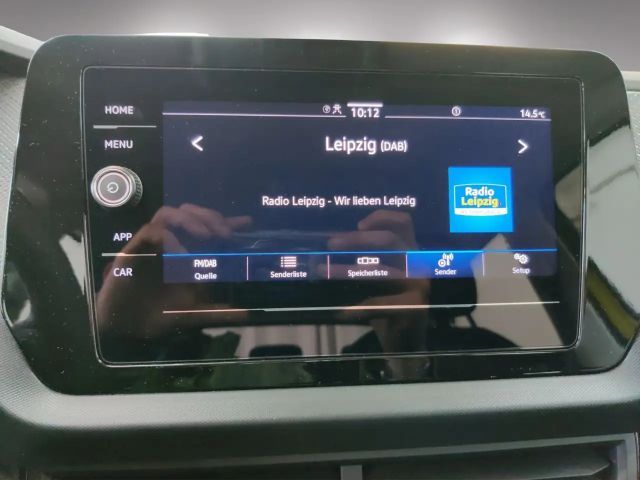 HOME
MENU
APP
CAR
10:12
14.5°C
Leipzig (DAB)
Radio Leipzig - Wir lieben Leipzig
Radio
Leipzig
FM/DAB
Quelle
Senderliste
Speicherliste
Sender
Setup